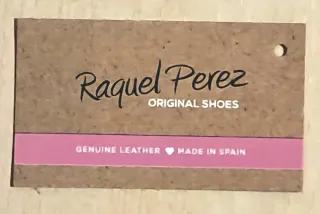 Raquel Perez
ORIGINAL SHOES
GENUINE LEATHER ♥ MADE IN SPAIN